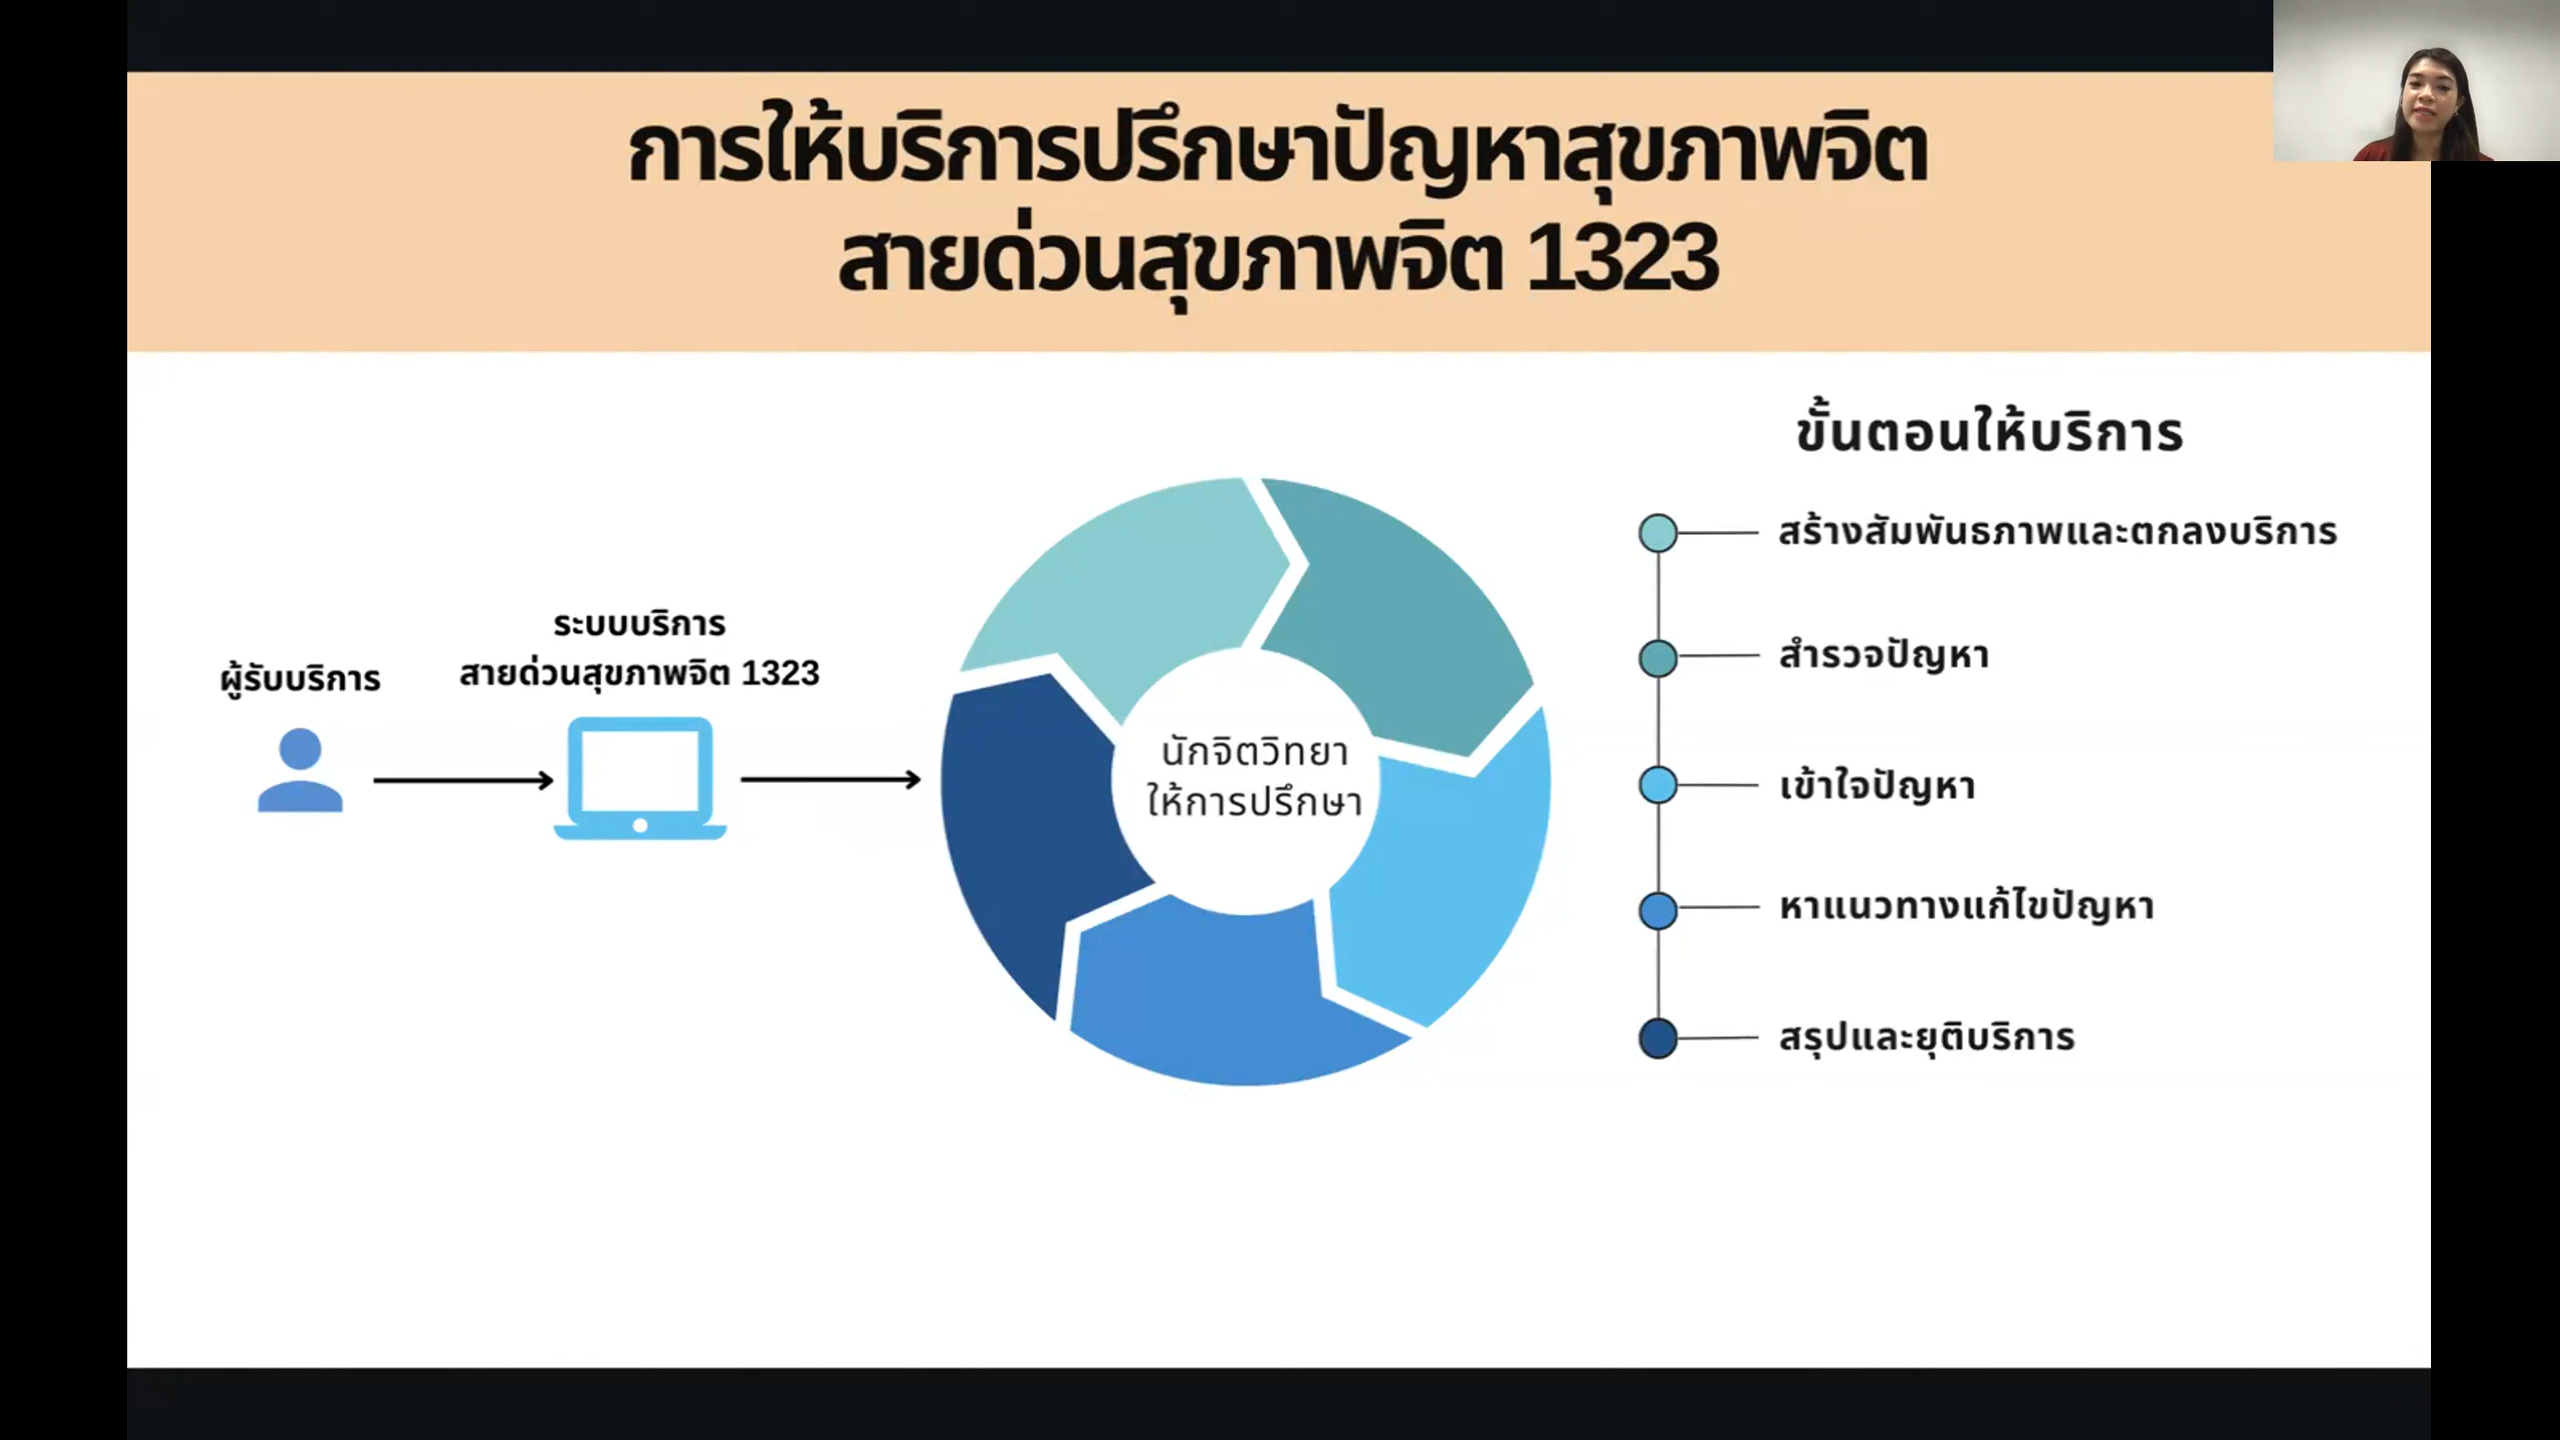 การให้บริการปรึกษาปัญหาสุขภาพจิต
สายด่วนสุขภาพจิต 1323
ผู้รับบริการ
ระบบบริการ
สายด่วนสุขภาพจิต 1323
นักจิตวิทยา
ให้การปรึกษา
ขั้นตอนให้บริการ
สร้างสัมพันธภาพและตกลงบริการ
สำรวจปัญหา
เข้าใจปัญหา
หาแนวทางแก้ไขปัญหา
สรุปและยุติบริการ